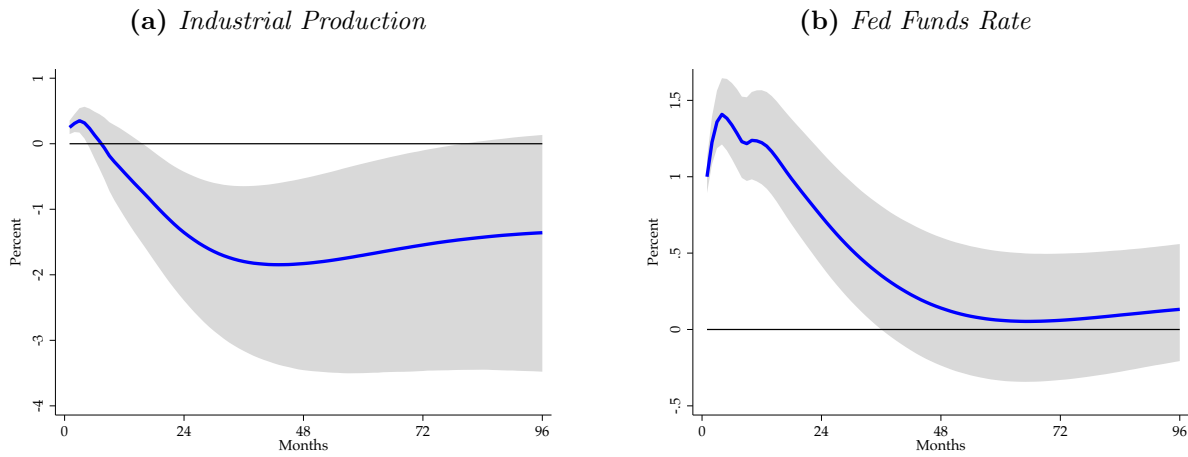 (a) Industrial Production
1
0
-1
-2
-3
-4
Percent
0 24 48 72 96
Months
(b) Fed Funds Rate
1.5
1
.5
0
-.5
Percent
0 24 48 72 96
Months